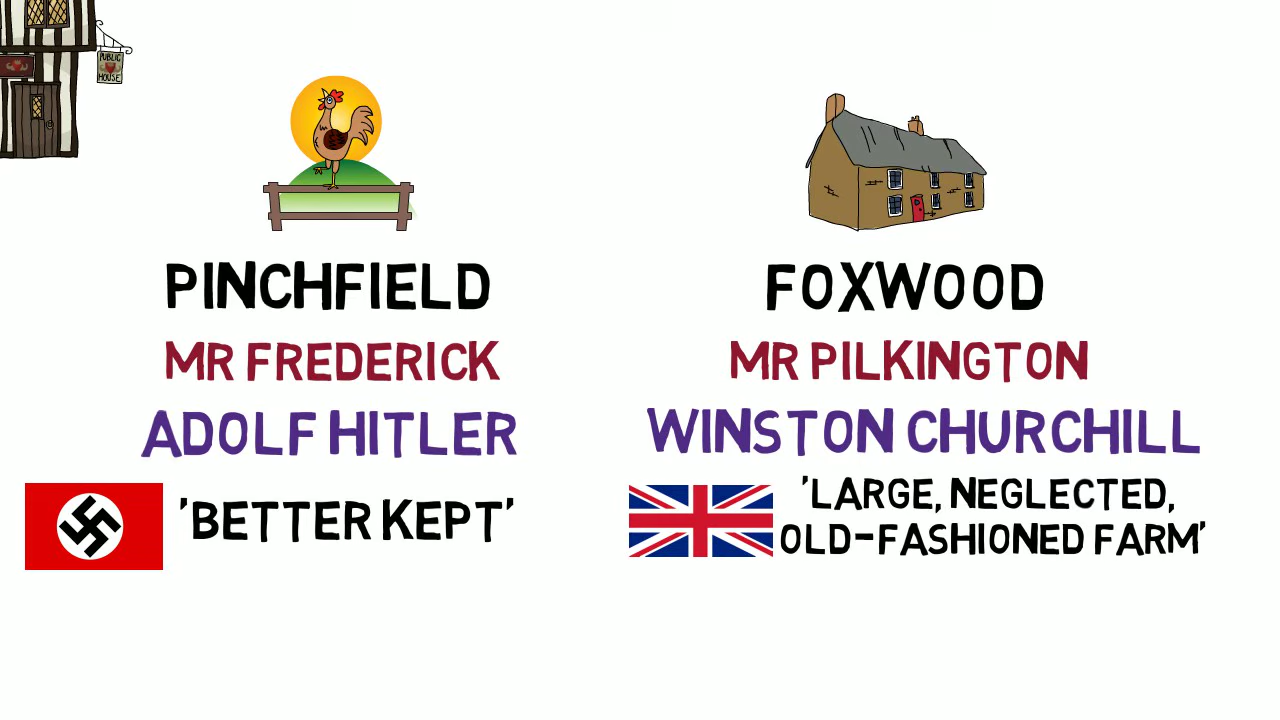 PUBLIC
HOUSE
PINCHFIELD
MR FREDERICK
ADOLF HITLER
'BETTER KEPT'
FOXWOOD
MR PILKINGTON
WINSTON CHURCHILL
'LARGE, NEGLECTED,
OLD-FASHIONED FARM'